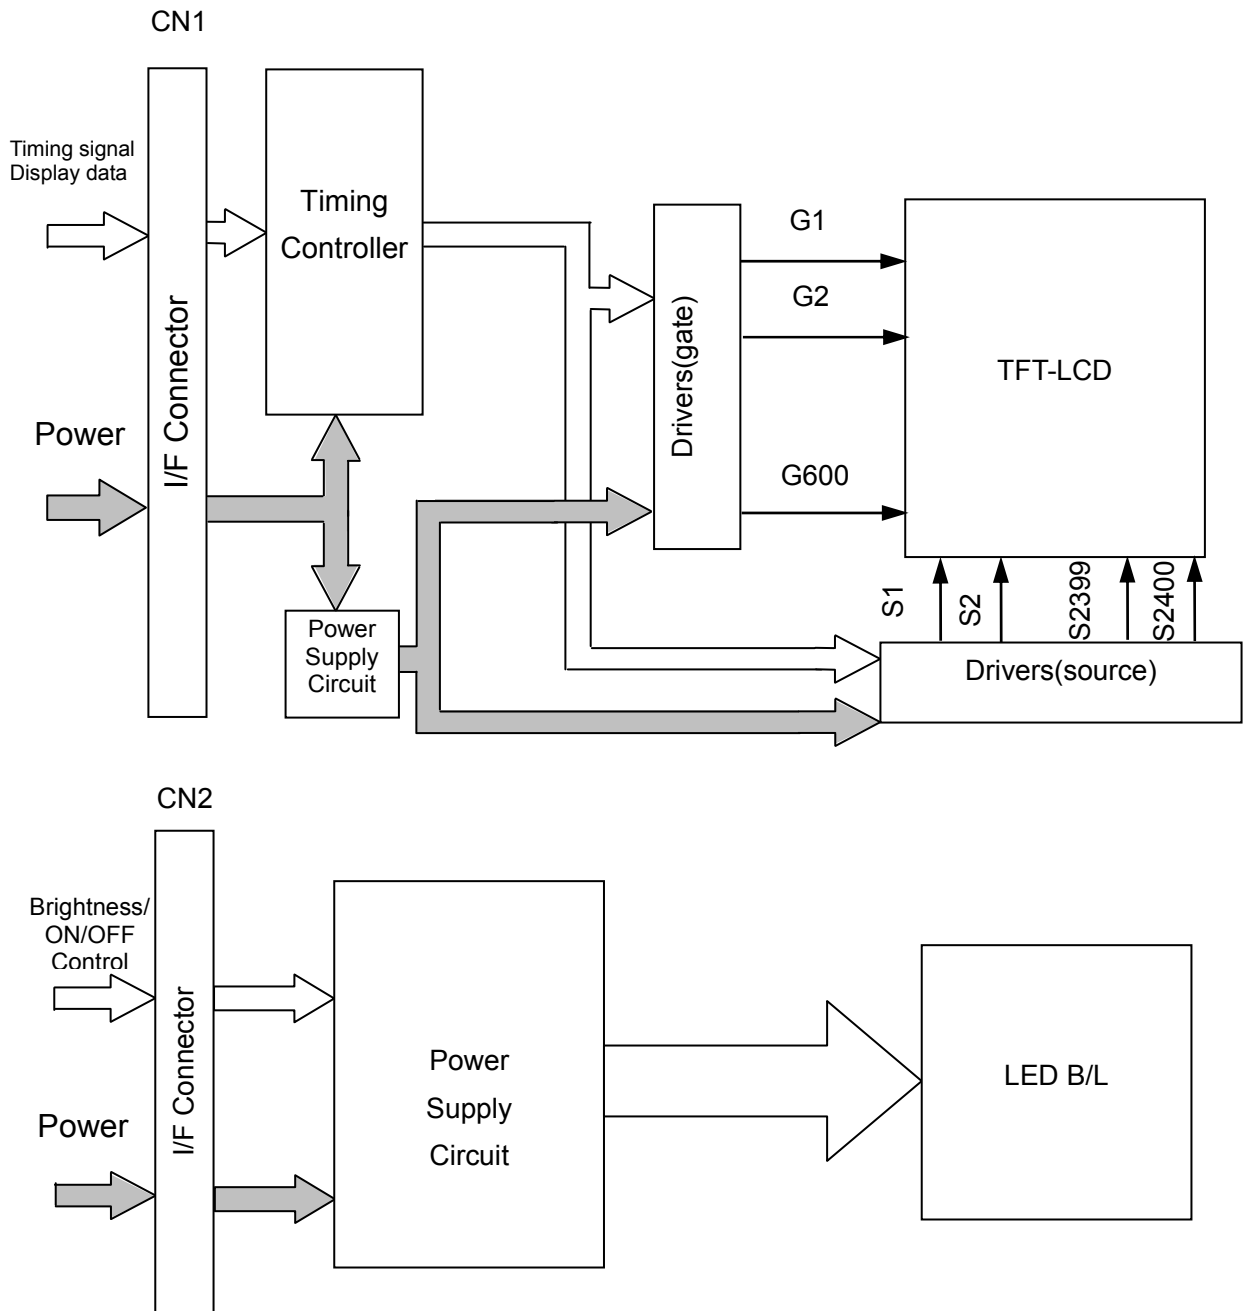 CN1
Timing signal
Display data
Power
I/F Connector
Timing
Controller
Power
Supply
Circuit
Drivers(gate)
G1
G2
G600
TFT-LCD
S1
S2
S2399
S2400
Drivers(source)
CN2
Brightness/
ON/OFF
Control
Power
I/F Connector
Power
Supply
Circuit
LED B/L